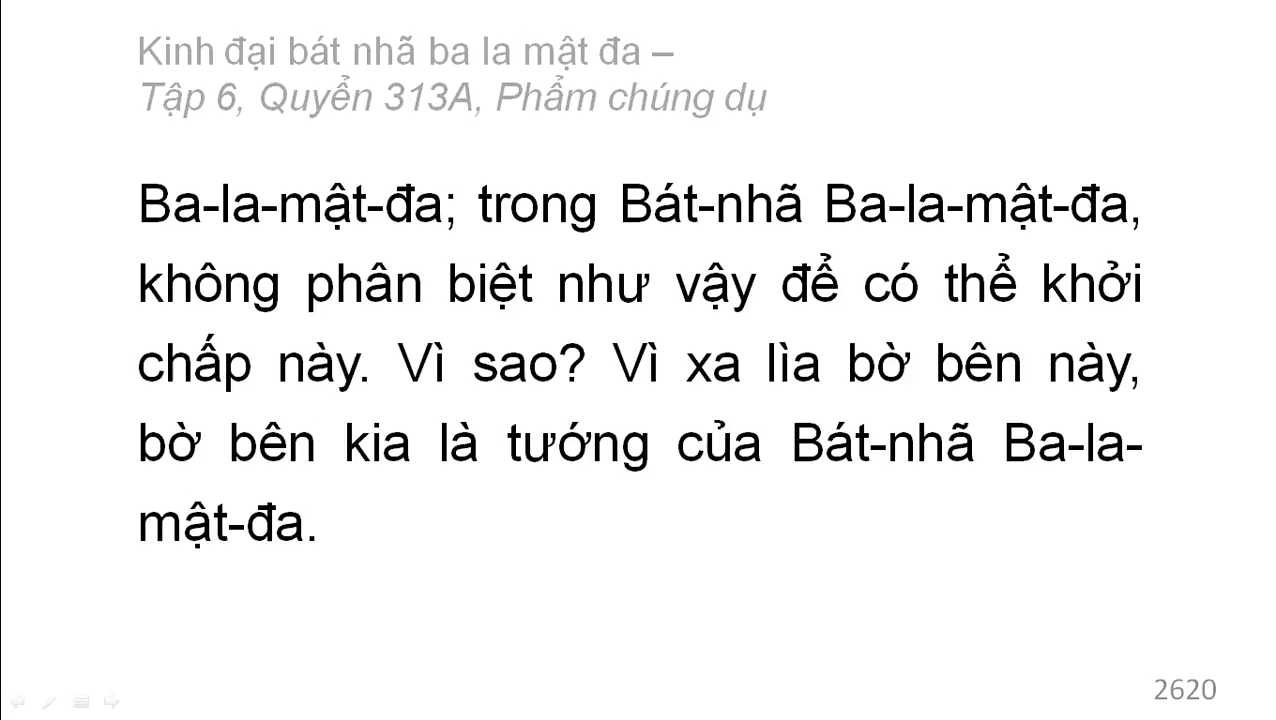 Kinh đại bát nhã ba la mật đa –
Tập 6, Quyển 313A, Phẩm chúng dụ
Ba-la-mật-đa; trong Bát-nhã Ba-la-mật-đa,
không phân biệt như vậy để có thể khởi
chấp này. Vì sao? Vì xa lìa bờ bên này,
bờ bên kia là tướng của Bát-nhã Ba-la-
mật-đa.
2620